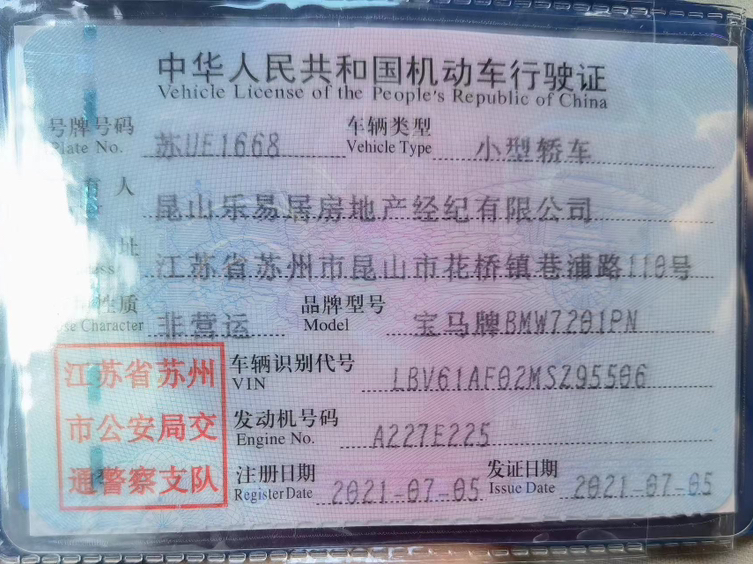 中华人民共和国机动车行驶证
Vehicle License of the People's Republic of China
号牌号码 苏UE1668 车辆类型 小型轿车
Plate No. Vehicle Type
人 昆山乐易居房地产经纪有限公司
址 江苏省苏州市昆山市花桥镇巷浦路110号
性质 非营运 品牌型号 宝马牌BMW7201PN
Character Model
江苏省苏州 车辆识别代号 LBV61AF02MSZ95506
VIN
市公安局交 发动机号码 A227E225
Engine No.
通警察支队 注册日期 2021-07-05 发证日期 2021-07-05
Register Date Issue Date